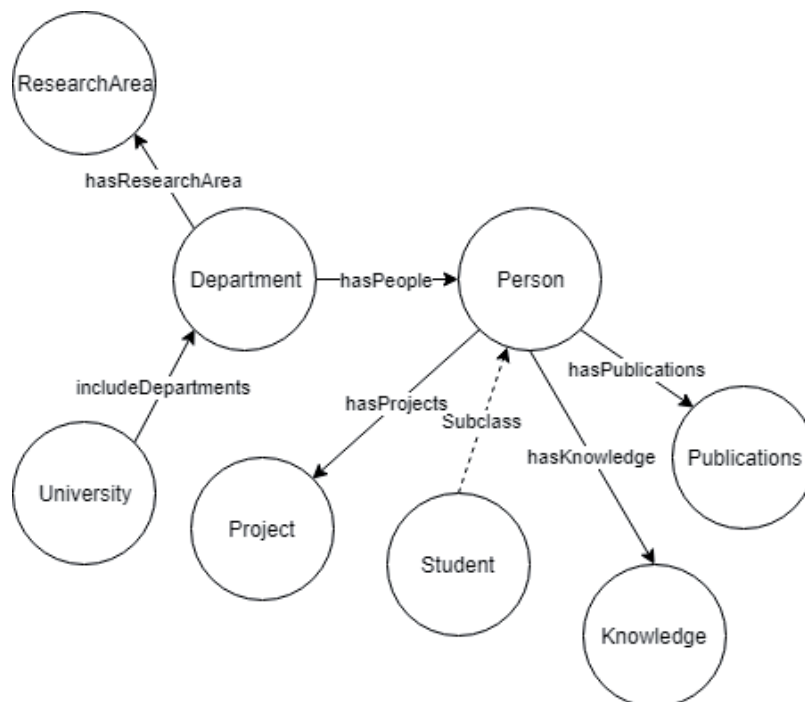 ResearchArea
hasResearchArea
Department
hasPeople
Person
includeDepartments
hasPublications
hasProjects
Subclass
hasKnowledge
Publications
University
Project
Student
Knowledge